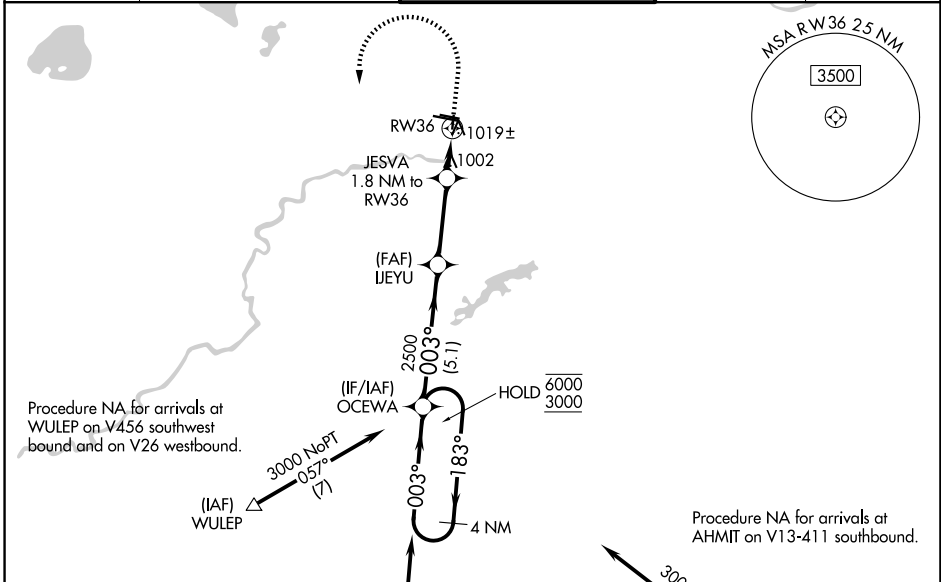 MSA RW36 25 NM
3500
RW36
1019±
1002
JESVA
1.8 NM to
RW36
(FAF)
IJEYU
2500
003°
(5.1)
(IF/IAF)
OCEWA
HOLD 6000
3000
Procedure NA for arrivals at
WULEP on V456 southwest
bound and on V26 westbound.
3000 NoPT
057°
(7)
(IAF)
WULEP
003°
183°
4 NM
Procedure NA for arrivals at
AHMIT on V13-411 southbound.